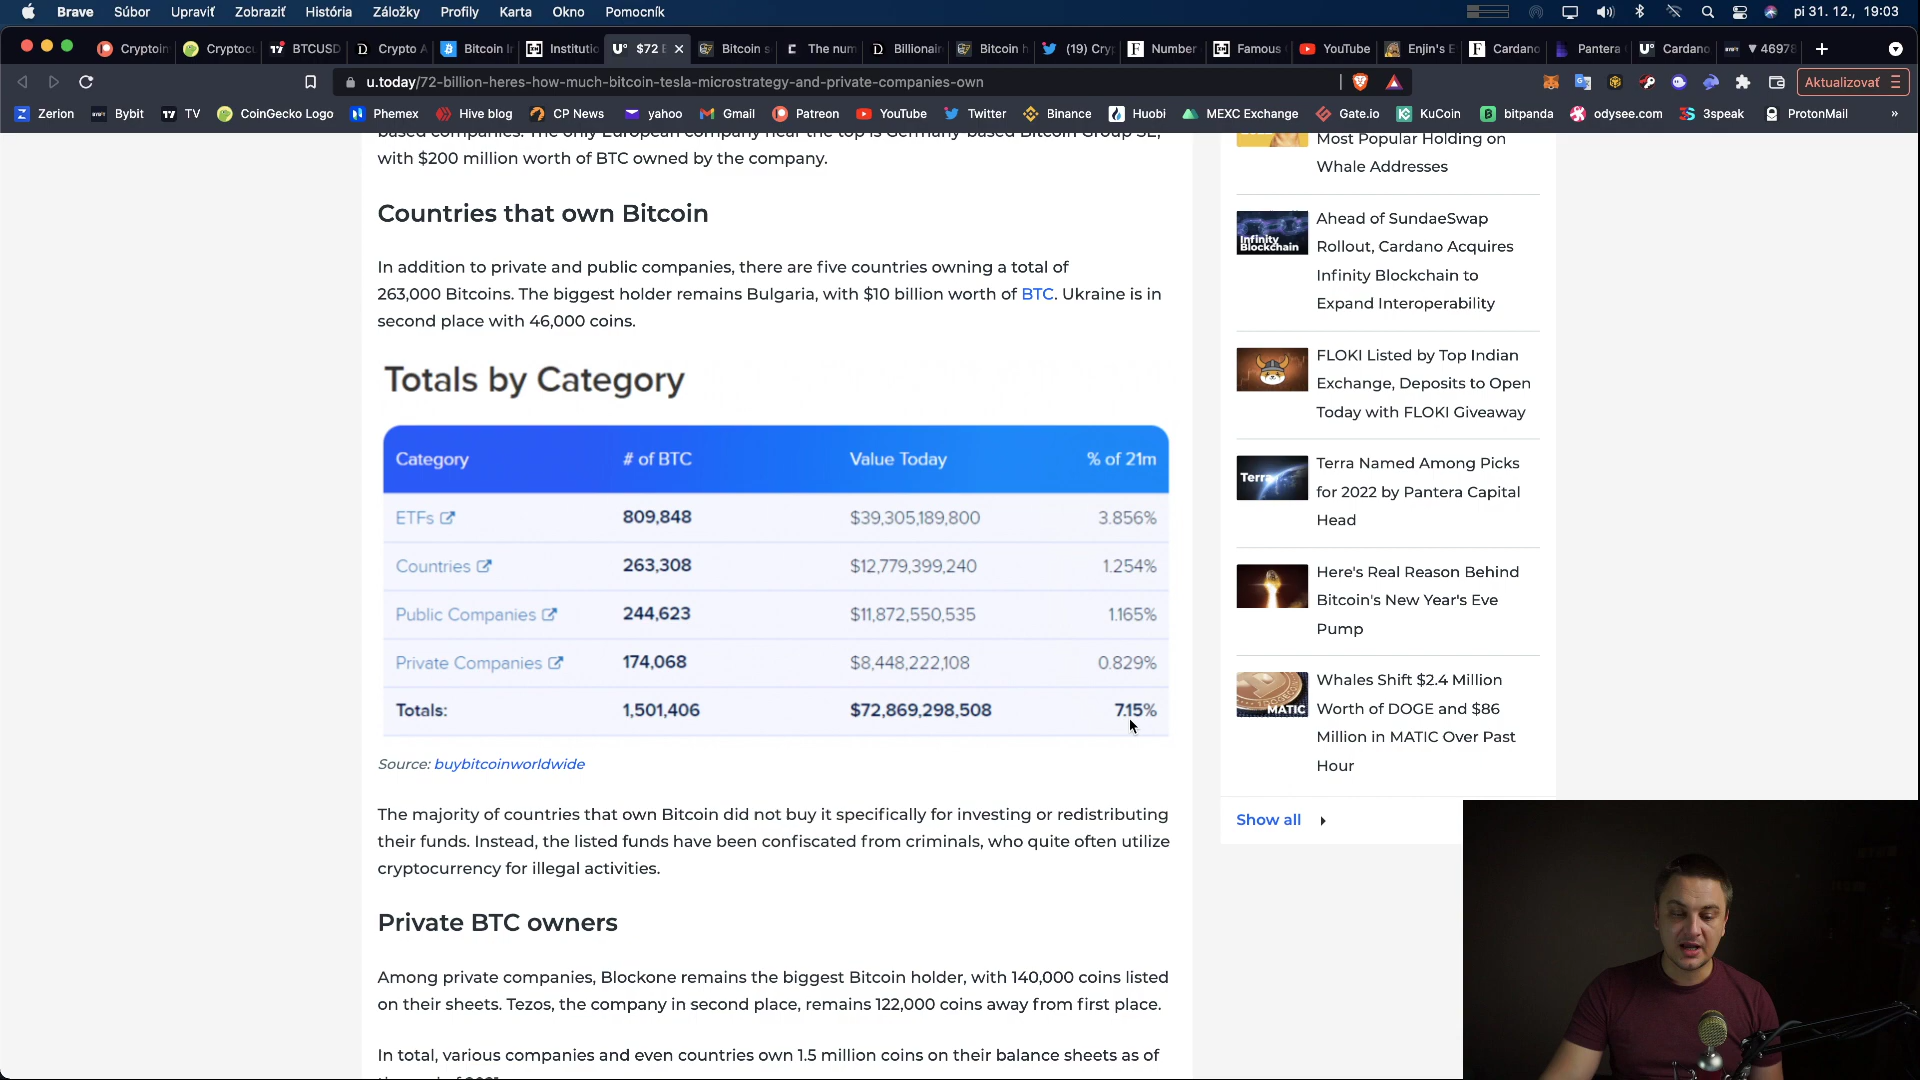 Brave Súbor Upraviť Zobraziť História Záložky Profily Karta Okno Pomocník pi 31. 12., 19:03
Cryptoin Cryptocu BTCUSD Crypto A Bitcoin In Institutio $72 B Bitcoin s The num Billionair Bitcoin h (19) Cryp Number Famous YouTube Enjin's E Cardano Pantera Cardano 46978
u.today/72-billion-heres-how-much-bitcoin-tesla-microstrategy-and-private-companies-own Aktualizovať
Zerion Bybit TV CoinGecko Logo Phemex Hive blog CP News yahoo Gmail Patreon YouTube Twitter Binance Huobi MEXC Exchange Gate.io KuCoin bitpanda odysee.com 3speak ProtonMail »
based companies. The only European company near the top is Germany-based Bitcoin Group SE,
with $200 million worth of BTC owned by the company.
Countries that own Bitcoin
In addition to private and public companies, there are five countries owning a total of
263,000 Bitcoins. The biggest holder remains Bulgaria, with $10 billion worth of BTC. Ukraine is in
second place with 46,000 coins.
Totals by Category
Category # of BTC Value Today % of 21m
ETFs 809,848 $39,305,189,800 3.856%
Countries 263,308 $12,779,399,240 1.254%
Public Companies 244,623 $11,872,550,535 1.165%
Private Companies 174,068 $8,448,222,108 0.829%
Totals: 1,501,406 $72,869,298,508 7.15%
Source: buybitcoinworldwide
The majority of countries that own Bitcoin did not buy it specifically for investing or redistributing
their funds. Instead, the listed funds have been confiscated from criminals, who quite often utilize
cryptocurrency for illegal activities.
Private BTC owners
Among private companies, Blockone remains the biggest Bitcoin holder, with 140,000 coins listed
on their sheets. Tezos, the company in second place, remains 122,000 coins away from first place.
In total, various companies and even countries own 1.5 million coins on their balance sheets as of
Most Popular Holding on
Whale Addresses
Infinity
Blockchain
Ahead of SundaeSwap
Rollout, Cardano Acquires
Infinity Blockchain to
Expand Interoperability
FLOKI Listed by Top Indian
Exchange, Deposits to Open
Today with FLOKI Giveaway
Terra
Terra Named Among Picks
for 2022 by Pantera Capital
Head
Here's Real Reason Behind
Bitcoin's New Year's Eve
Pump
MATIC
Whales Shift $2.4 Million
Worth of DOGE and $86
Million in MATIC Over Past
Hour
Show all